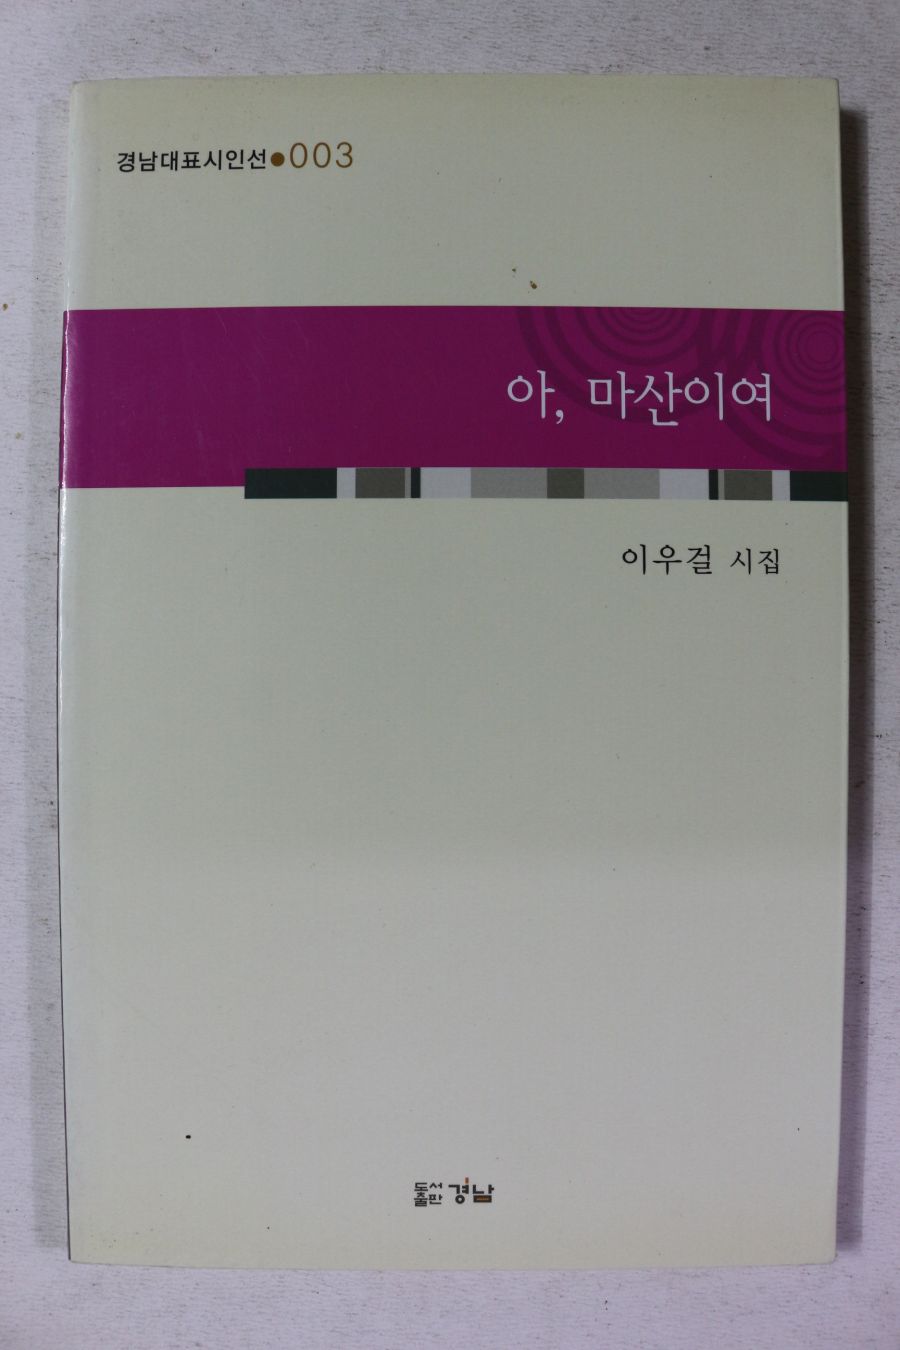 경남대표시인선●003
아, 마산이여
이우걸 시집
도서출판 경남